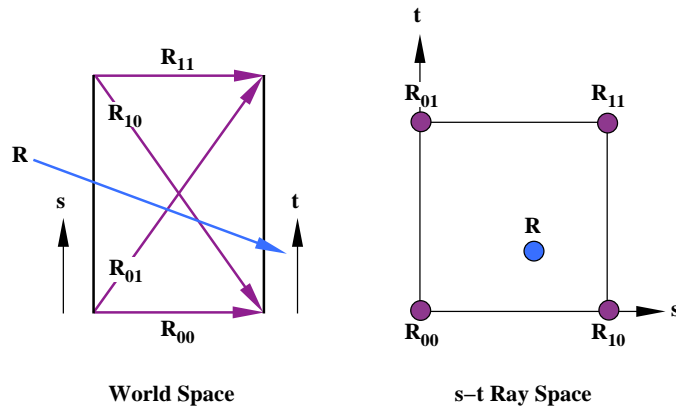 R11
R10
R
s
t
R01
R00
World Space
t
R01
R11
R
s
R00
R10
s−t Ray Space